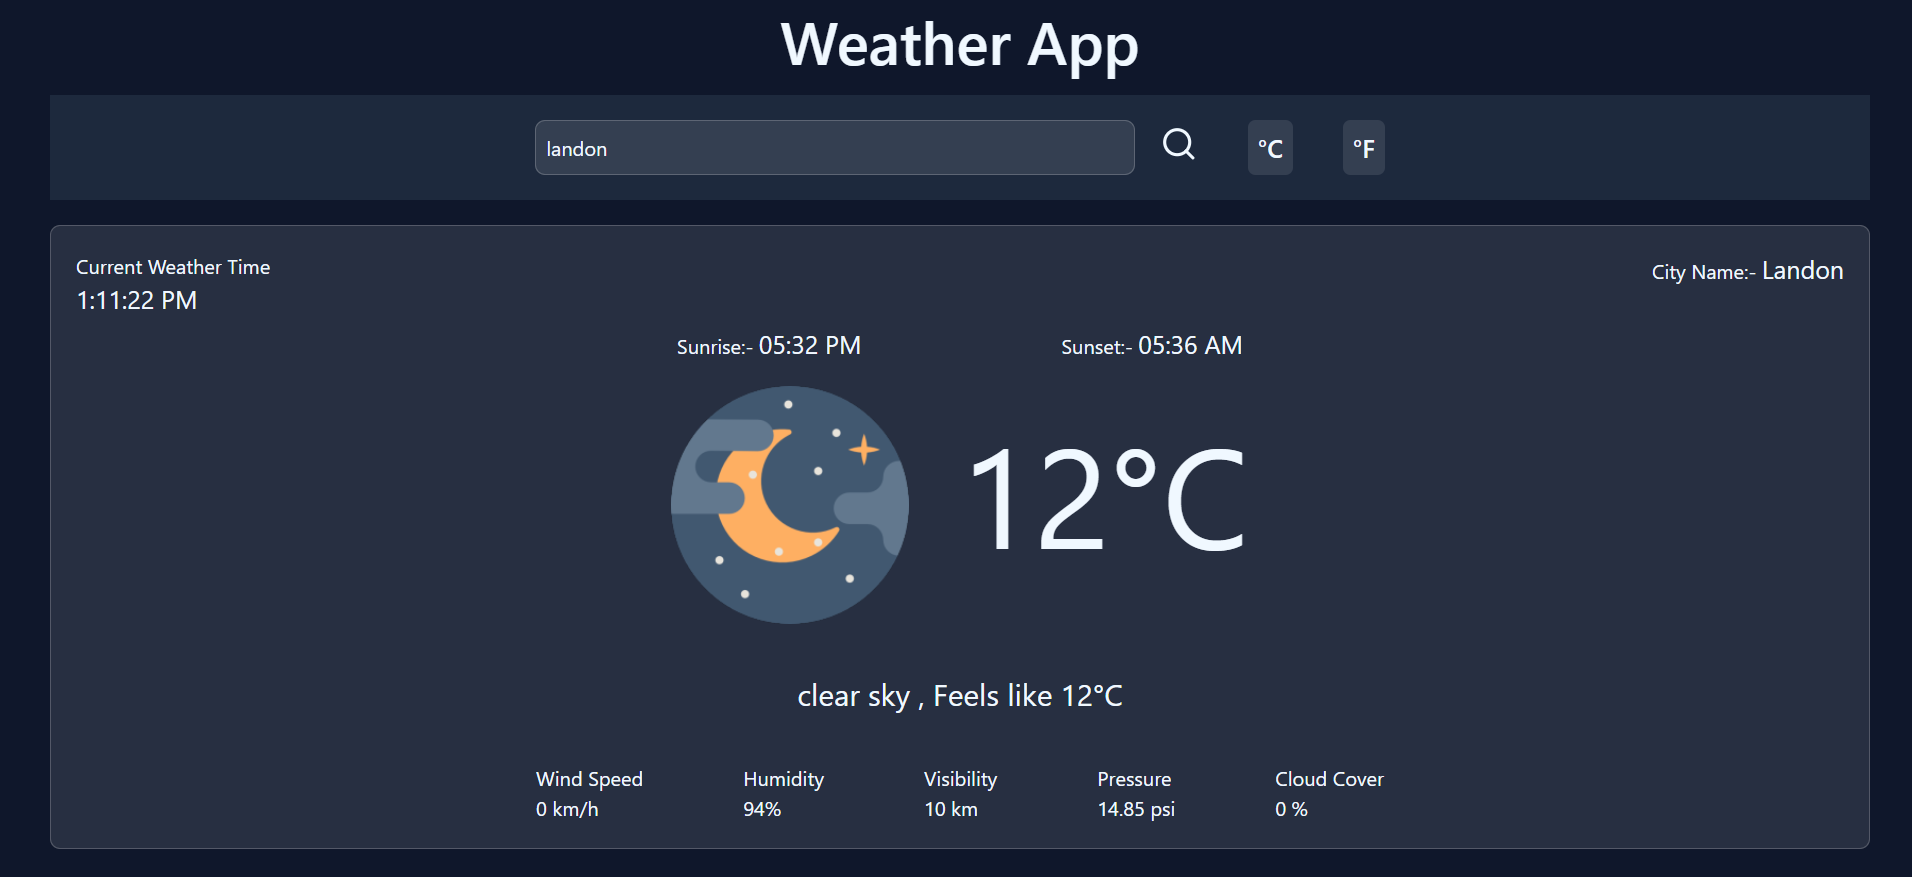 Weather App
landon
°C
°F
Current Weather Time
1:11:22 PM
City Name:- Landon
Sunrise:- 05:32 PM
Sunset:- 05:36 AM
12°C
clear sky , Feels like 12°C
Wind Speed
0 km/h
Humidity
94%
Visibility
10 km
Pressure
14.85 psi
Cloud Cover
0 %